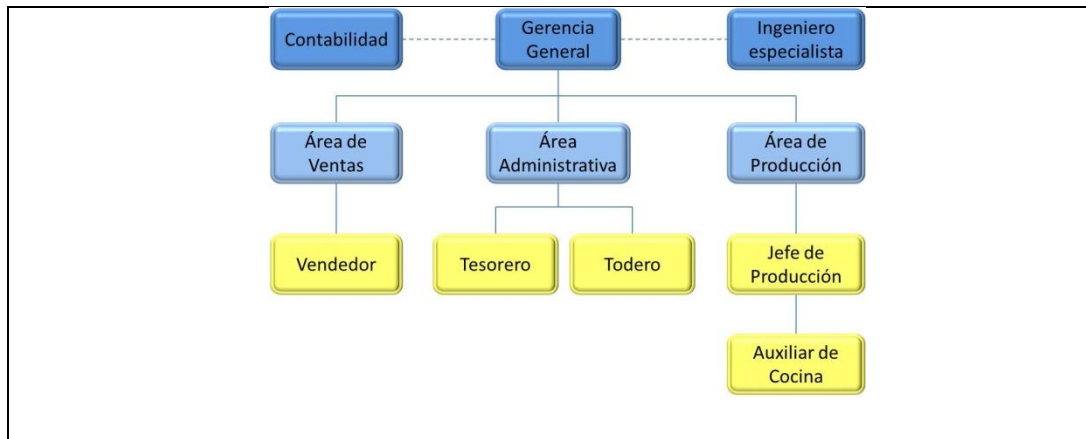 Contabilidad
Gerencia
General
Ingeniero
especialista
Área de
Ventas
Área
Administrativa
Área de
Producción
Vendedor
Tesorero
Todero
Jefe de
Producción
Auxiliar de
Cocina